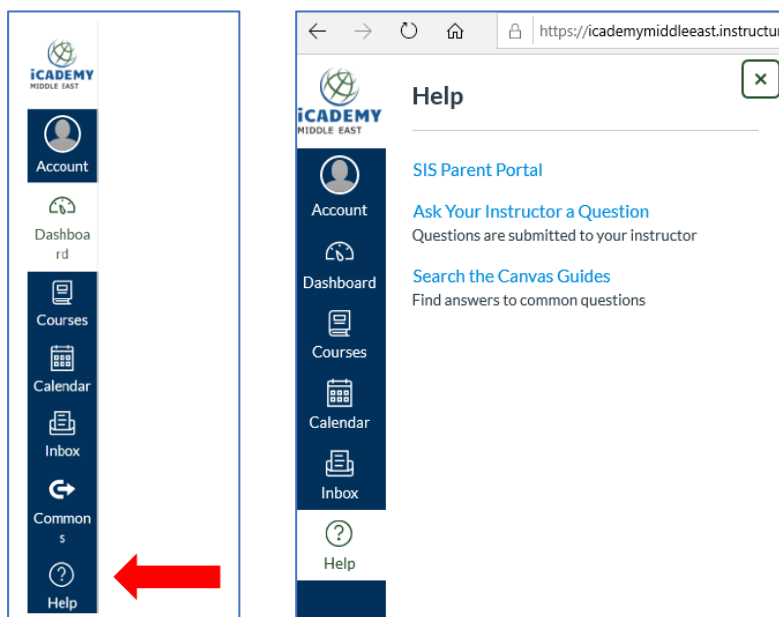 iCADEMY
MIDDLE EAST
Account
Dashboa
rd
Courses
Calendar
Inbox
Common
s
Help
https://icademymiddleeast.instructur
iCADEMY
MIDDLE EAST
Account
Dashboard
Courses
Calendar
Inbox
Help
Help
SIS Parent Portal
Ask Your Instructor a Question
Questions are submitted to your instructor
Search the Canvas Guides
Find answers to common questions